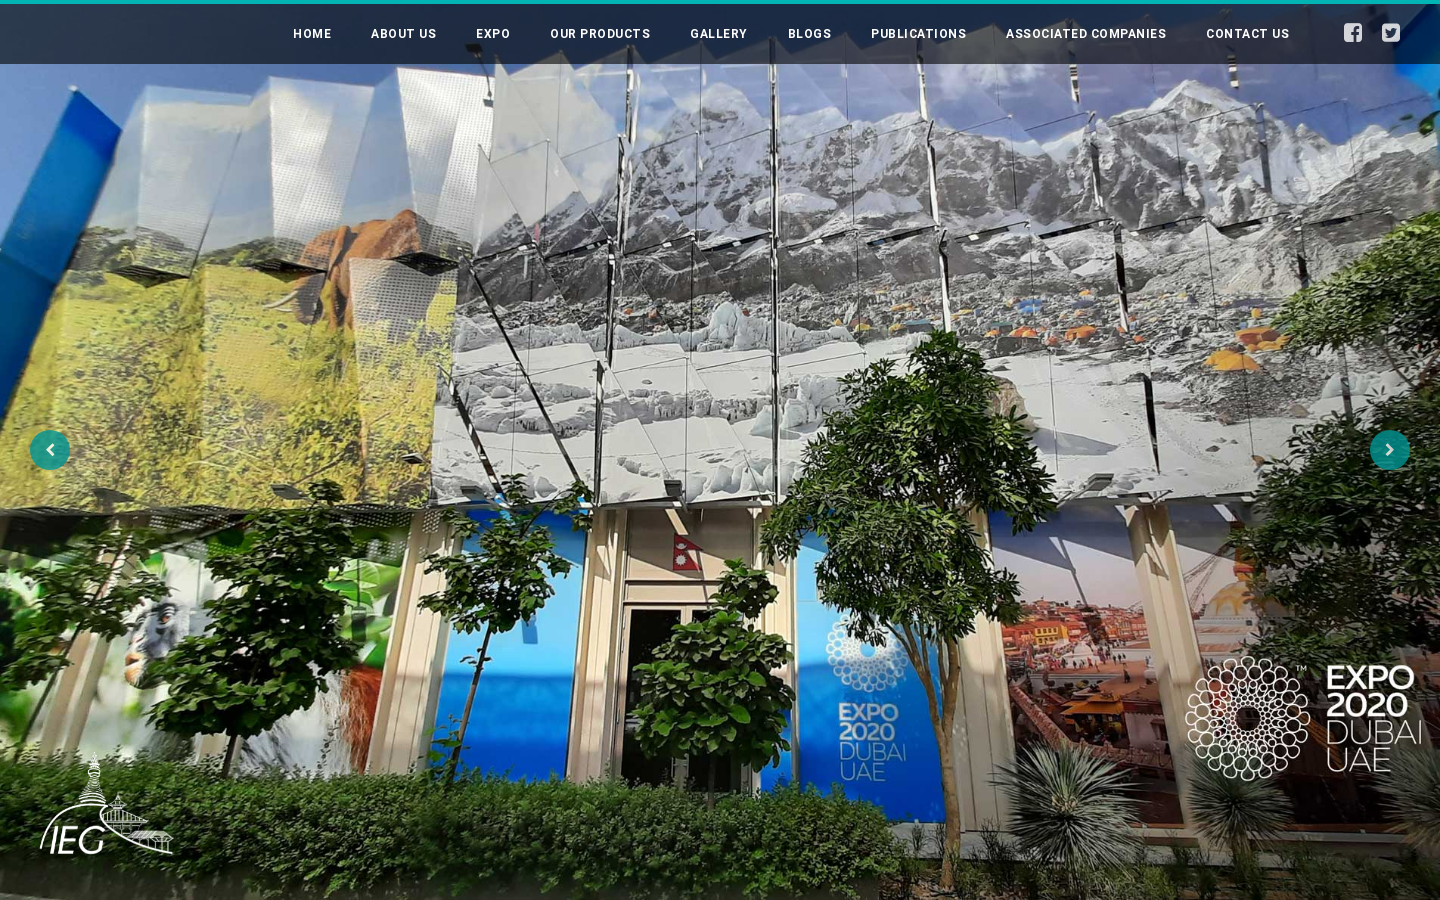 HOME
ABOUT US
EXPO
OUR PRODUCTS
GALLERY
BLOGS
PUBLICATIONS
ASSOCIATED COMPANIES
CONTACT US
EXPO
2020
DUBAI
UAE
TM
EXPO
2020
DUBAI
UAE
IEG